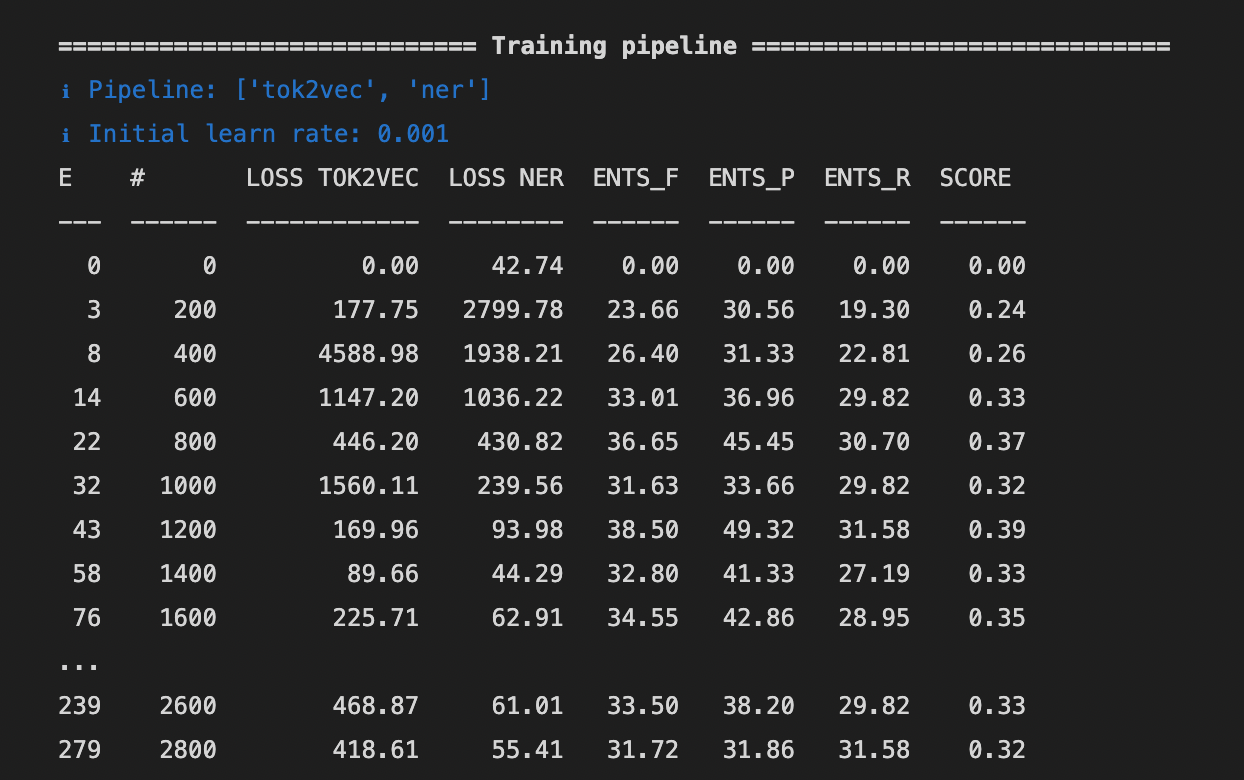 ============================= Training pipeline =============================
ℹ Pipeline: ['tok2vec', 'ner']
ℹ Initial learn rate: 0.001
E    #       LOSS TOK2VEC  LOSS NER  ENTS_F  ENTS_P  ENTS_R  SCORE
---  ------  ------------  --------  ------  ------  ------  ------
  0       0          0.00     42.74    0.00    0.00    0.00    0.00
  3     200        177.75   2799.78   23.66   30.56   19.30    0.24
  8     400       4588.98   1938.21   26.40   31.33   22.81    0.26
 14     600       1147.20   1036.22   33.01   36.96   29.82    0.33
 22     800        446.20    430.82   36.65   45.45   30.70    0.37
 32    1000       1560.11    239.56   31.63   33.66   29.82    0.32
 43    1200        169.96     93.98   38.50   49.32   31.58    0.39
 58    1400         89.66     44.29   32.80   41.33   27.19    0.33
 76    1600        225.71     62.91   34.55   42.86   28.95    0.35
...
239    2600        468.87     61.01   33.50   38.20   29.82    0.33
279    2800        418.61     55.41   31.72   31.86   31.58    0.32